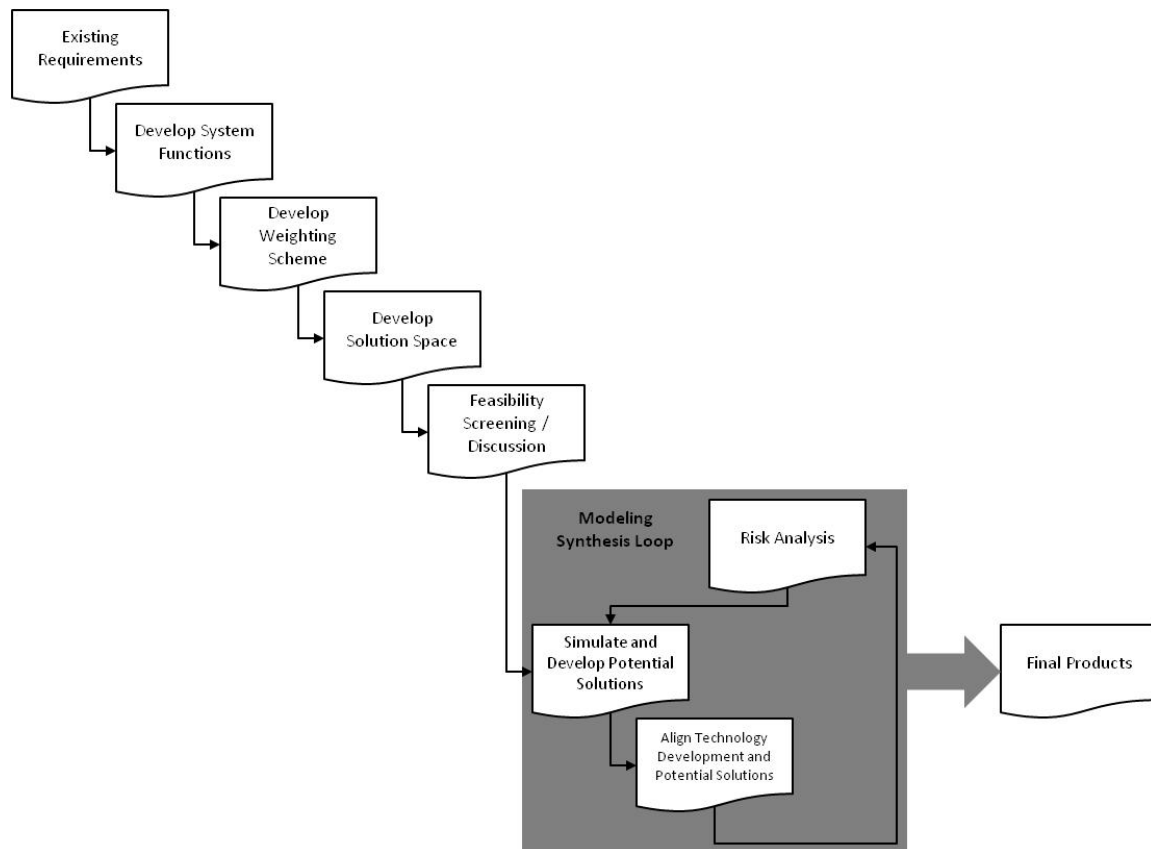 Existing
Requirements
Develop System
Functions
Develop
Weighting
Scheme
Develop
Solution Space
Feasibility
Screening /
Discussion
Modeling
Synthesis Loop
Risk Analysis
Simulate and
Develop Potential
Solutions
Final Products
Align Technology
Development and
Potential Solutions